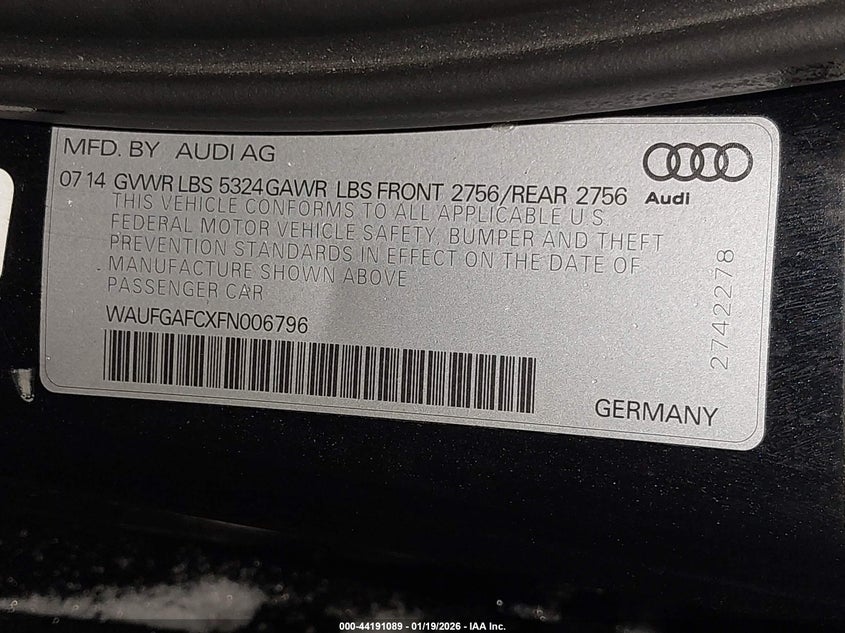 MFD. BY AUDI AG
07 14 GVWR LBS 5324 GAWR LBS FRONT 2756/REAR 2756
Audi
THIS VEHICLE CONFORMS TO ALL APPLICABLE U.S.
FEDERAL MOTOR VEHICLE SAFETY, BUMPER AND THEFT
PREVENTION STANDARDS IN EFFECT ON THE DATE OF
MANUFACTURE SHOWN ABOVE
PASSENGER CAR
WAUFGAFCXFN006796
2742278
GERMANY
000-44191089 - 01/19/2026 - IAA Inc.